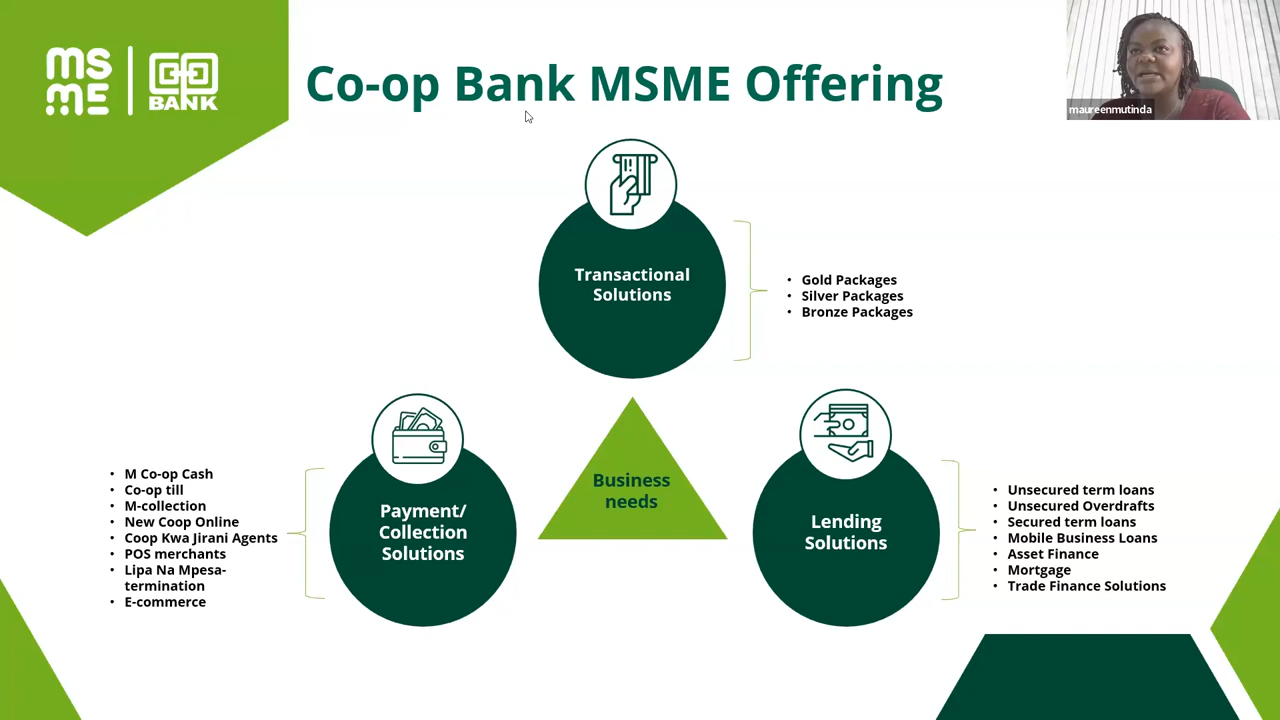 MS
ME
BANK
Co-op Bank MSME Offering
maureenmutinda
Transactional
Solutions
• Gold Packages
• Silver Packages
• Bronze Packages
Business
needs
Payment/
Collection
Solutions
• M Co-op Cash
• Co-op till
• M-collection
• New Coop Online
• Coop Kwa Jirani Agents
• POS merchants
• Lipa Na Mpesa-
termination
• E-commerce
Lending
Solutions
• Unsecured term loans
• Unsecured Overdrafts
• Secured term loans
• Mobile Business Loans
• Asset Finance
• Mortgage
• Trade Finance Solutions